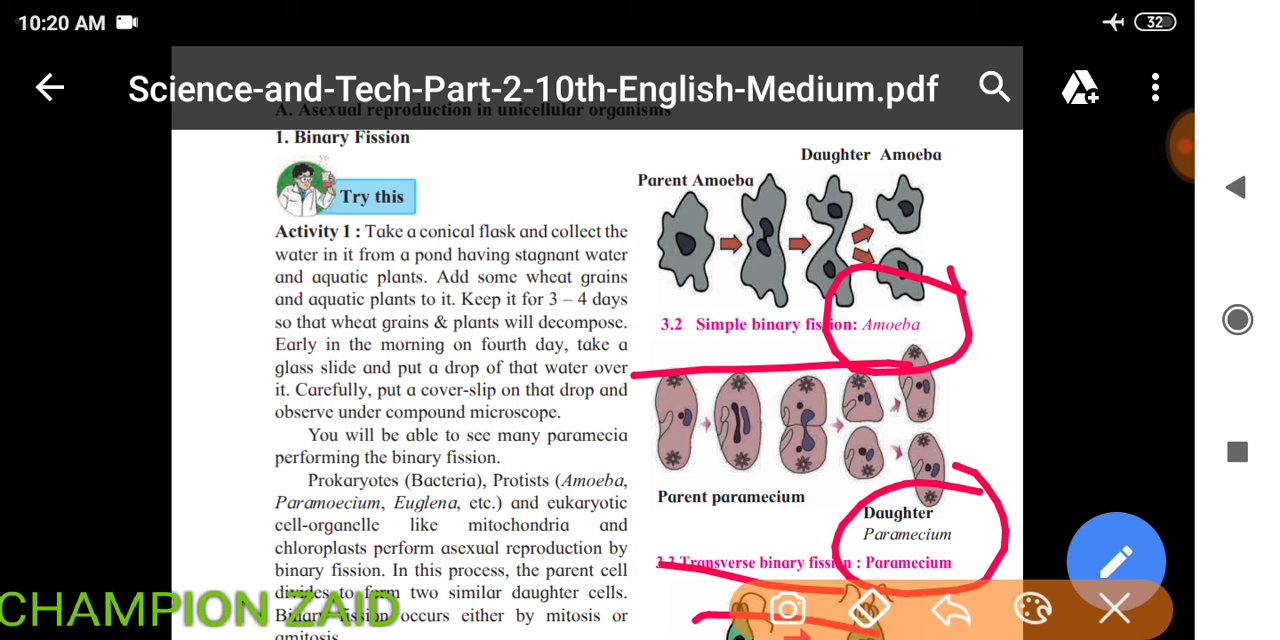 10:20 AM
32
Science-and-Tech-Part-2-10th-English-Medium.pdf
A. Asexual reproduction in unicellular organisms
1. Binary Fission
Try this
Activity 1 : Take a conical flask and collect the
water in it from a pond having stagnant water
and aquatic plants. Add some wheat grains
and aquatic plants to it. Keep it for 3 – 4 days
so that wheat grains & plants will decompose.
Early in the morning on fourth day, take a
glass slide and put a drop of that water over
it. Carefully, put a cover-slip on that drop and
observe under compound microscope.
You will be able to see many paramecia
performing the binary fission.
Prokaryotes (Bacteria), Protists (Amoeba,
Paramoecium, Euglena, etc.) and eukaryotic
cell-organelle like mitochondria and
chloroplasts perform asexual reproduction by
binary fission. In this process, the parent cell
divides to form two similar daughter cells.
Binary fission occurs either by mitosis or
amitosis.
Daughter Amoeba
Parent Amoeba
3.2 Simple binary fission: Amoeba
Parent paramecium
Daughter
Paramecium
3.3 Transverse binary fission : Paramecium
CHAMPION ZAID